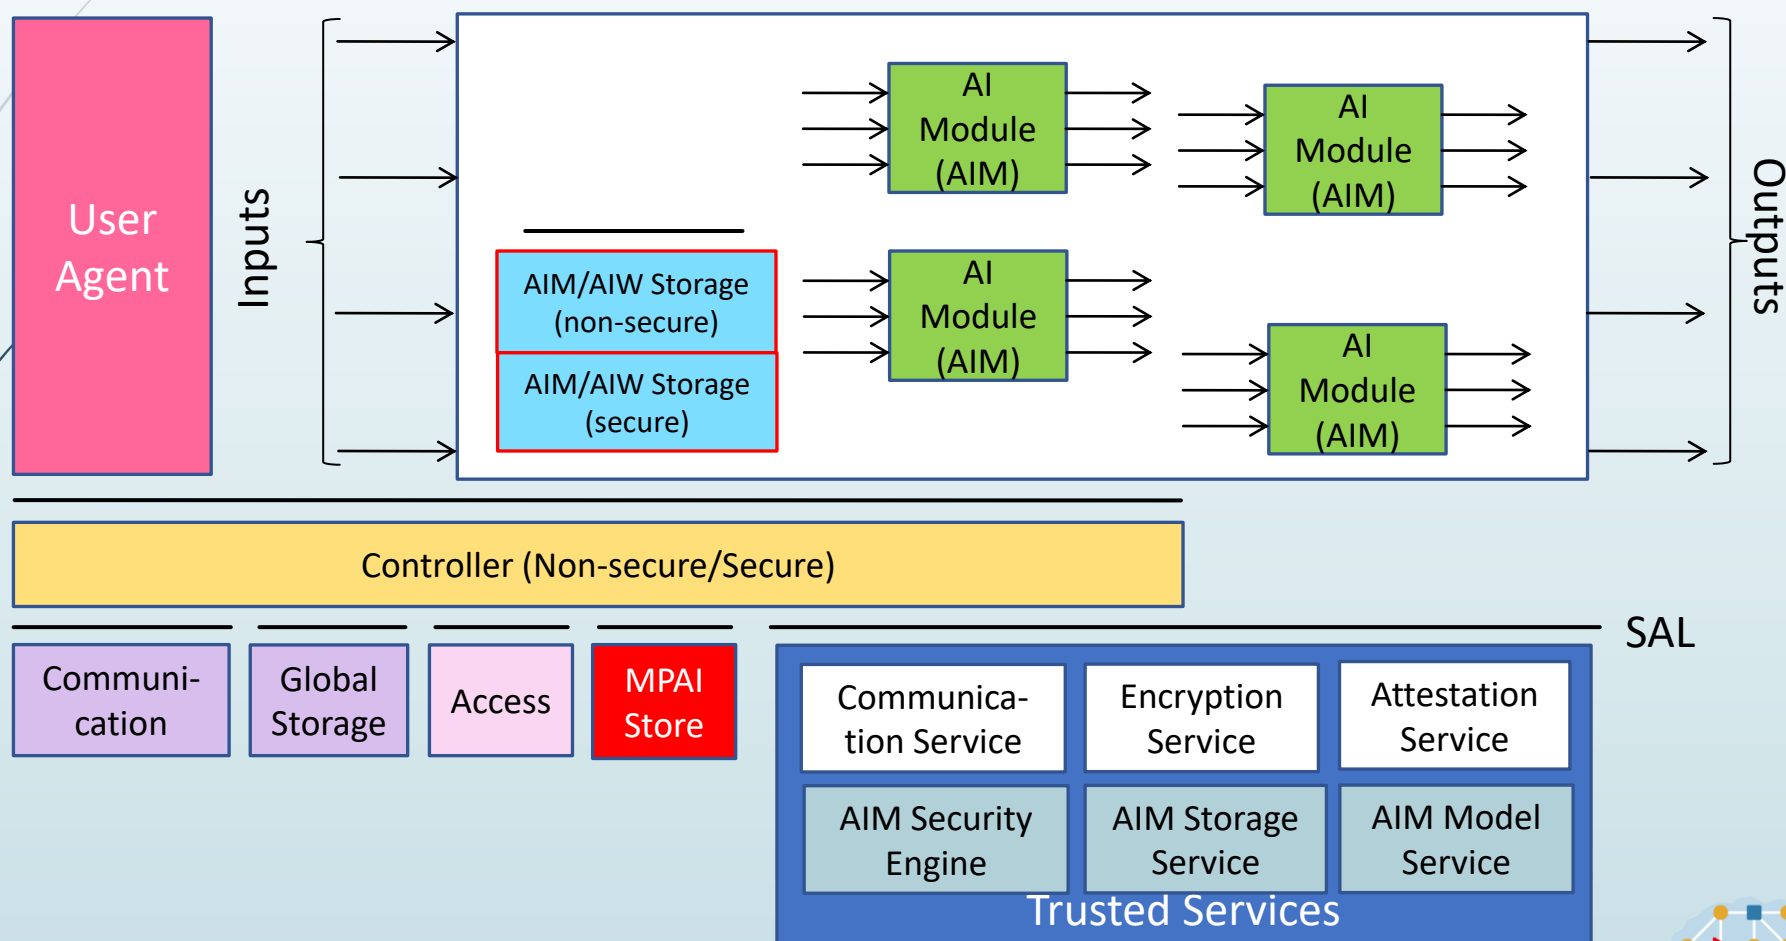 User
Agent
Inputs
AIM/AIW Storage
(non-secure)
AIM/AIW Storage
(secure)
AI
Module
(AIM)
AI
Module
(AIM)
AI
Module
(AIM)
AI
Module
(AIM)
Outputs
Controller (Non-secure/Secure)
SAL
Communi-
cation
Global
Storage
Access
MPAI
Store
Communica-
tion Service
Encryption
Service
Attestation
Service
AIM Security
Engine
AIM Storage
Service
AIM Model
Service
Trusted Services